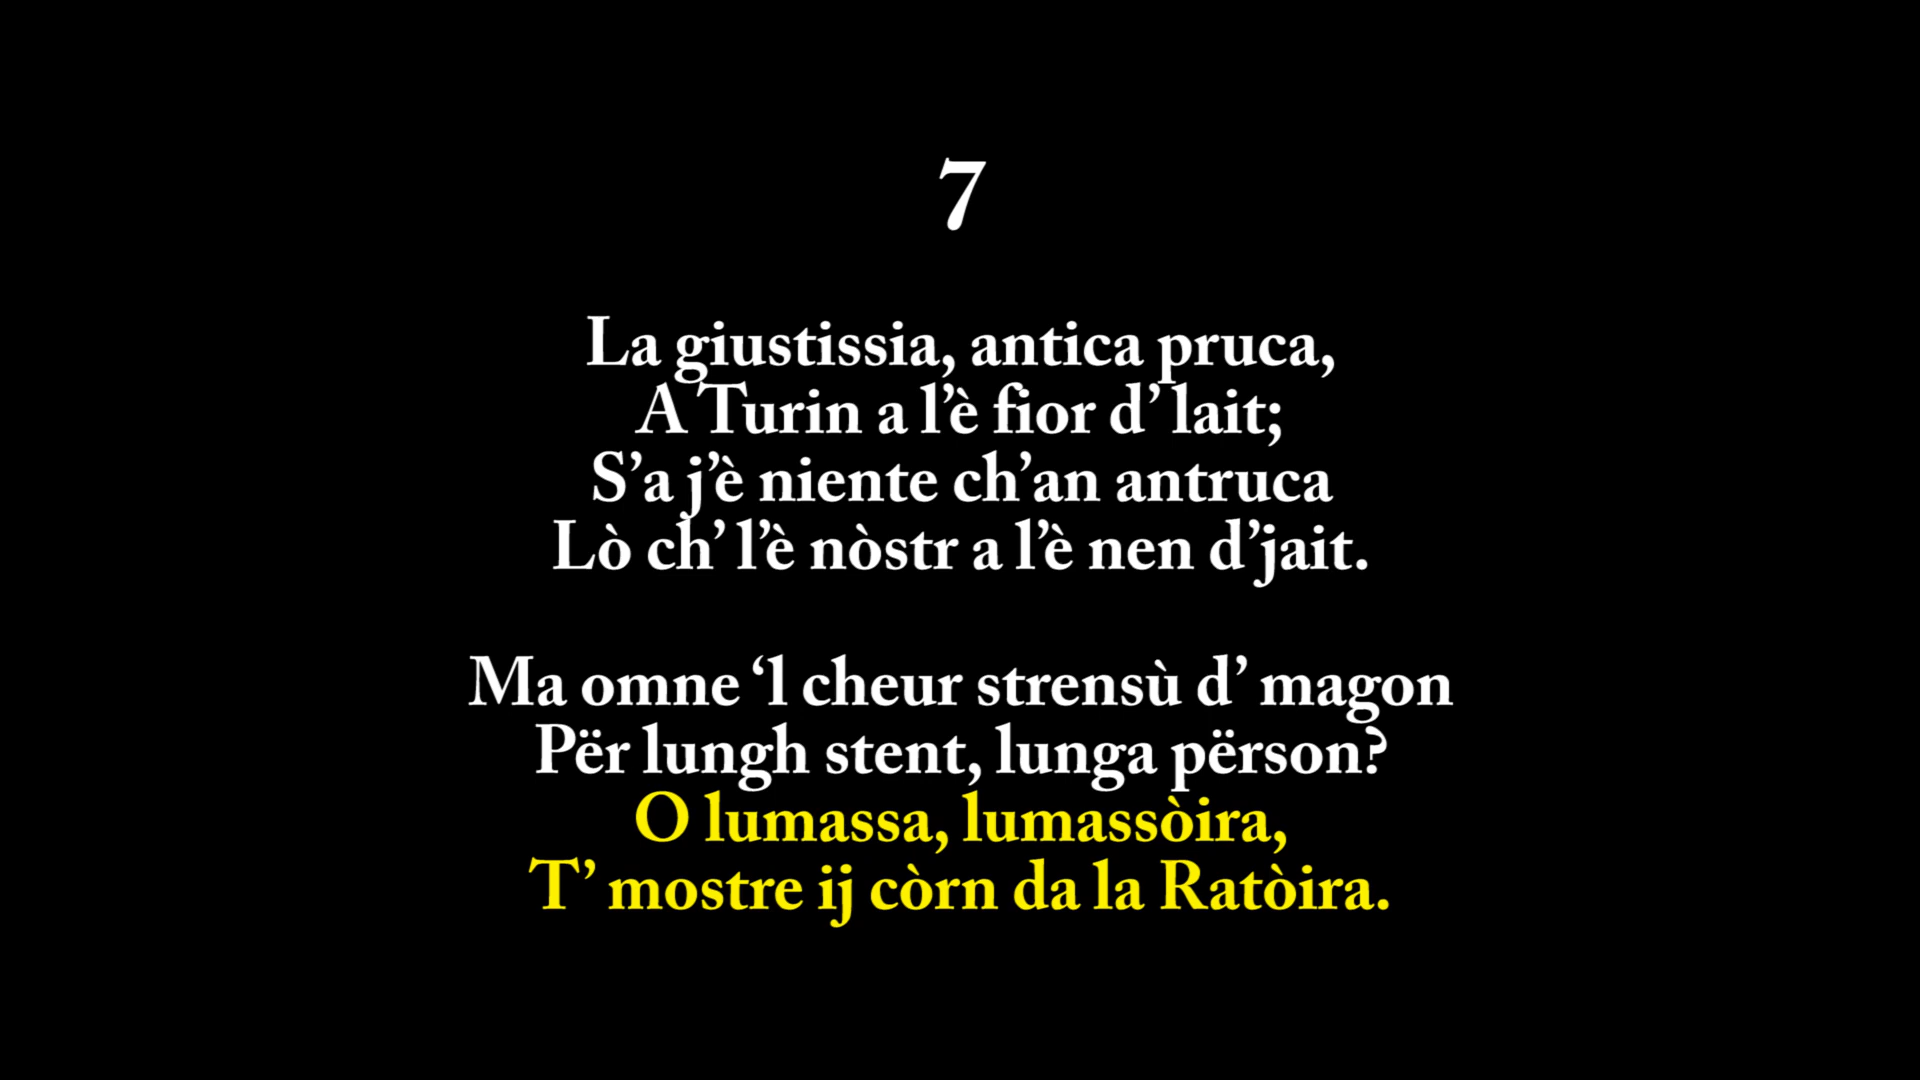 7
La giustissia, antica pruca,
A Turin a l’è fior d’ lait;
S’a j’è niente ch’an antruca
Lò ch’ l’è nòstr a l’è nen d’jait.
Ma omne ‘l cheur strensù d’ magon
Për lungh stent, lunga përson?
O lumassa, lumassòira,
T’ mostre ij còrn da la Ratòira.